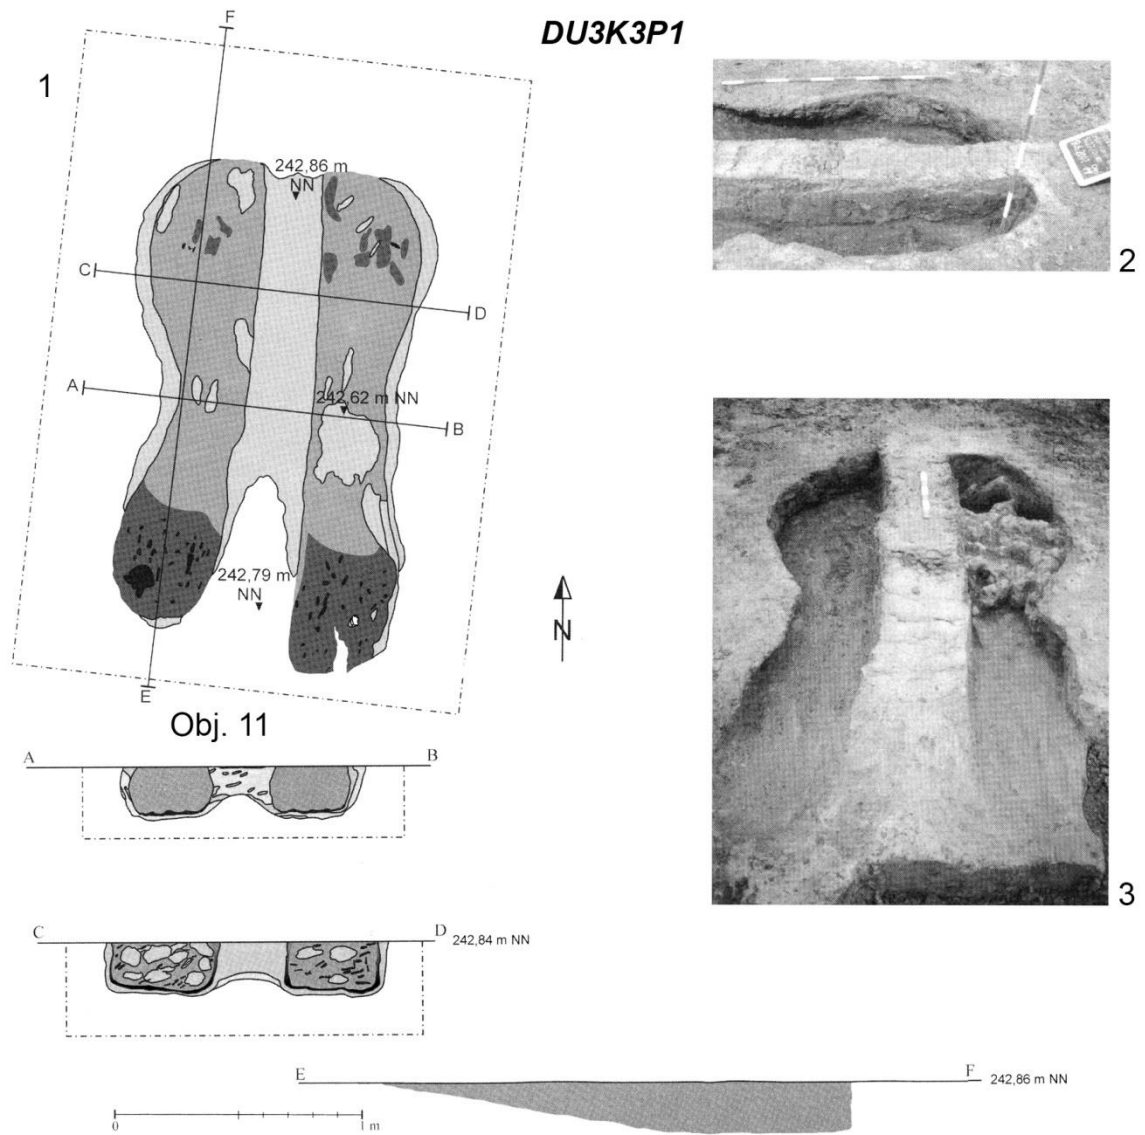 DU3K3P1
1
F
242,86 m
NN
C
D
A
242,62 m NN
B
242,79 m
NN
N
E
Obj. 11
A
B
C
D
242,84 m NN
E
F
242,86 m NN
0
1 m
2
3